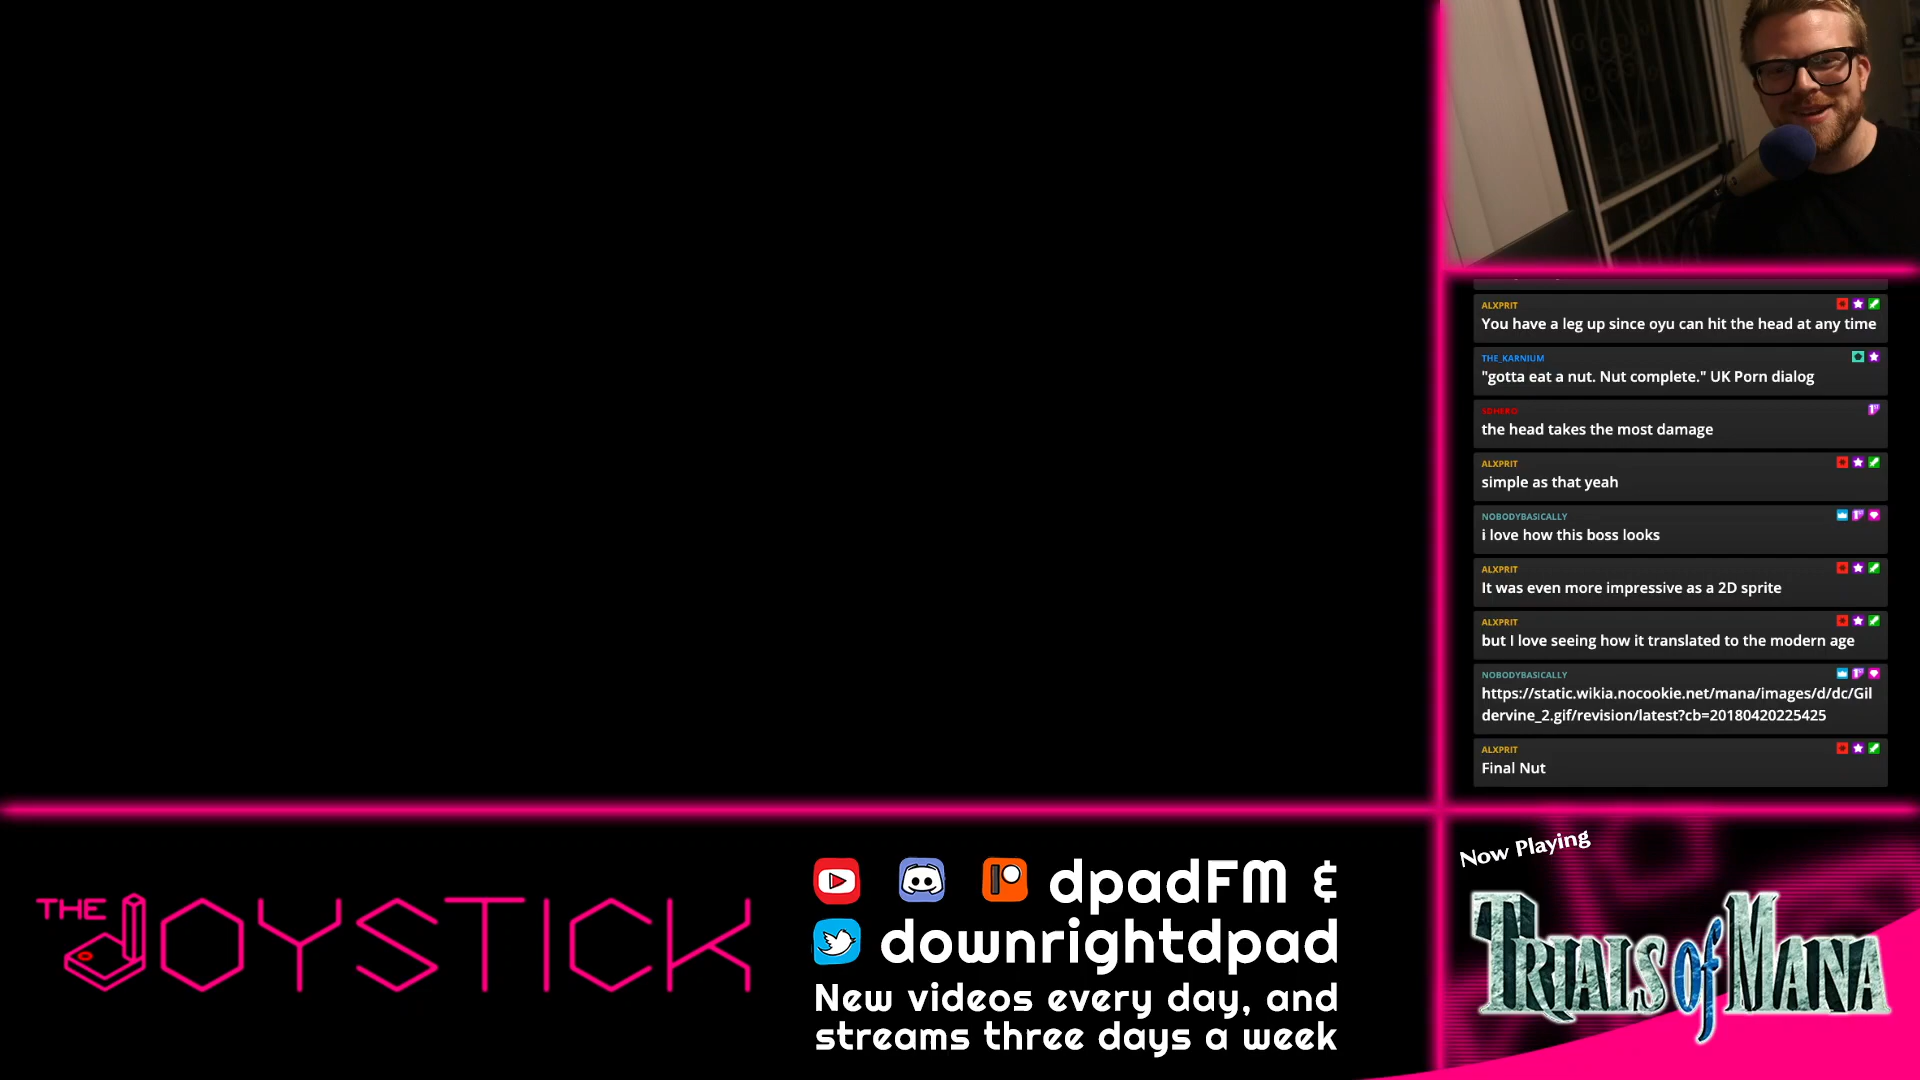 ALXPRIT
You have a leg up since oyu can hit the head at any time
THE_KARNIUM
"gotta eat a nut. Nut complete." UK Porn dialog
SDHERO
the head takes the most damage
ALXPRIT
simple as that yeah
NOBODYBASICALLY
i love how this boss looks
ALXPRIT
It was even more impressive as a 2D sprite
ALXPRIT
but I love seeing how it translated to the modern age
NOBODYBASICALLY
https://static.wikia.nocookie.net/mana/images/d/dc/Gil
dervine_2.gif/revision/latest?cb=20180420225425
ALXPRIT
Final Nut
THE JOYSTICK
dpadFM &
downrightdpad
New videos every day, and
streams three days a week
Now Playing
TRIALS of MANA